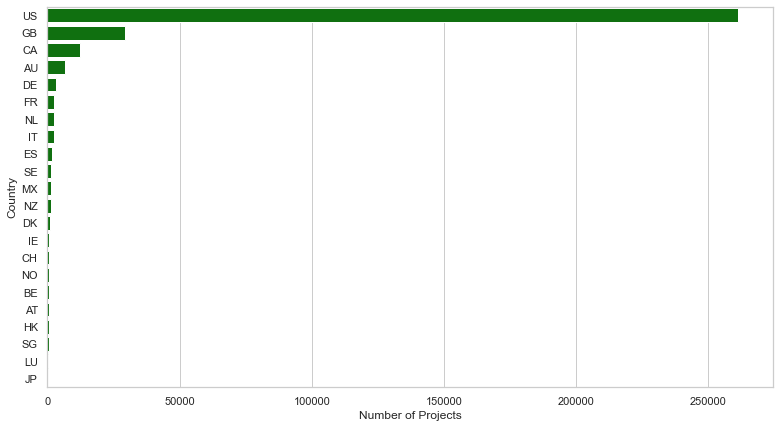 US
GB
CA
AU
DE
FR
NL
IT
ES
SE
MX
NZ
DK
IE
CH
NO
BE
AT
HK
SG
LU
JP
Country
0 50000 100000 150000 200000 250000
Number of Projects